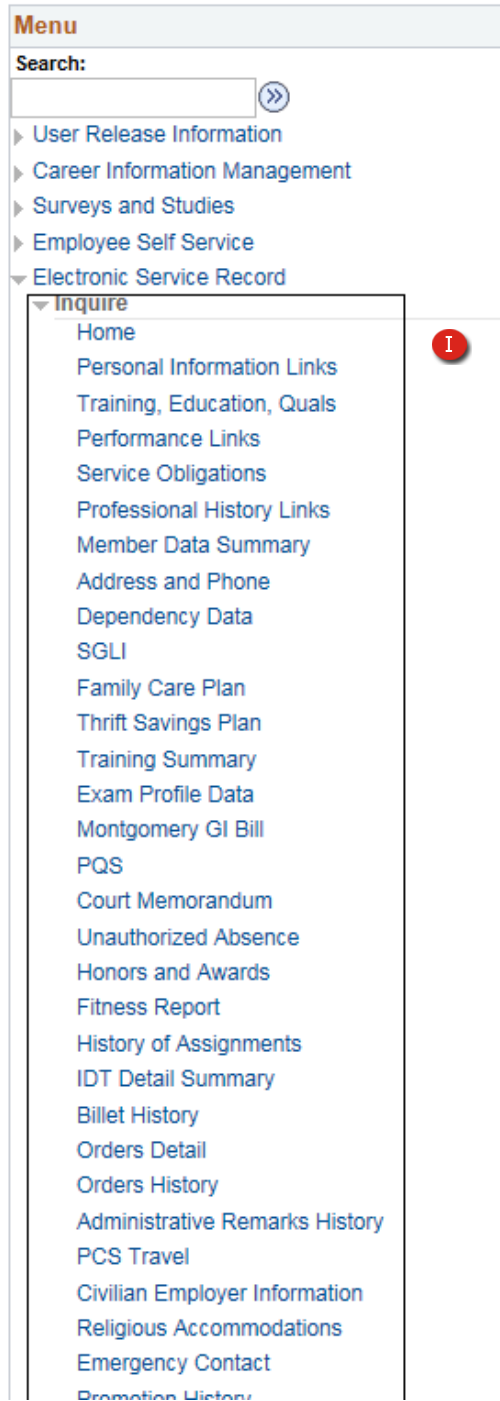 Menu
Search:
User Release Information
Career Information Management
Surveys and Studies
Employee Self Service
Electronic Service Record
Inquire
Home
I
Personal Information Links
Training, Education, Quals
Performance Links
Service Obligations
Professional History Links
Member Data Summary
Address and Phone
Dependency Data
SGLI
Family Care Plan
Thrift Savings Plan
Training Summary
Exam Profile Data
Montgomery GI Bill
PQS
Court Memorandum
Unauthorized Absence
Honors and Awards
Fitness Report
History of Assignments
IDT Detail Summary
Billet History
Orders Detail
Orders History
Administrative Remarks History
PCS Travel
Civilian Employer Information
Religious Accommodations
Emergency Contact
Promotion History